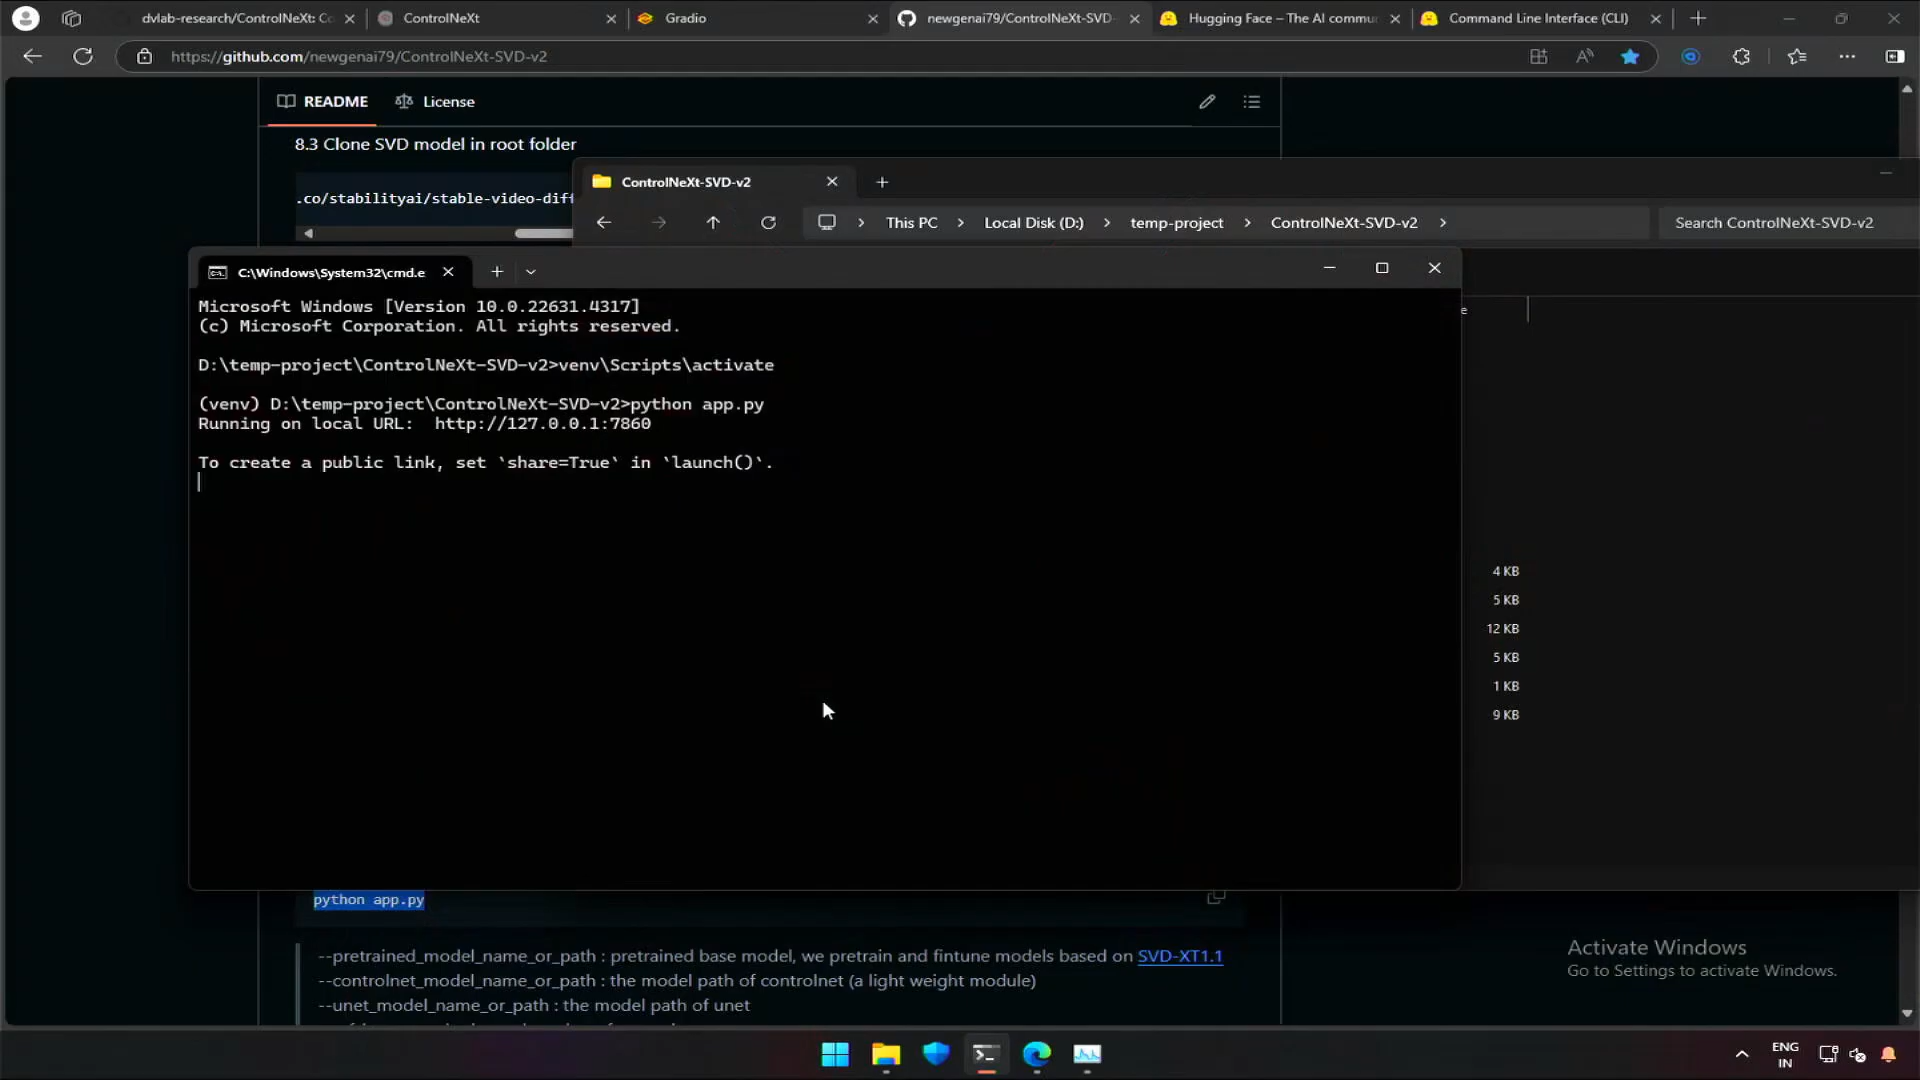 dvlab-research/ControlNeXt: Co
ControlNeXt
Gradio
newgenai79/ControlNeXt-SVD-
Hugging Face – The AI commu
Command Line Interface (CLI)
https://github.com/newgenai79/ControlNeXt-SVD-v2
README
License
8.3 Clone SVD model in root folder
.co/stabilityai/stable-video-diff
ControlNeXt-SVD-v2
This PC > Local Disk (D:) > temp-project > ControlNeXt-SVD-v2 >
Search ControlNeXt-SVD-v2
C:\Windows\System32\cmd.e
Microsoft Windows [Version 10.0.22631.4317]
(c) Microsoft Corporation. All rights reserved.
D:\temp-project\ControlNeXt-SVD-v2>venv\Scripts\activate
(venv) D:\temp-project\ControlNeXt-SVD-v2>python app.py
Running on local URL:  http://127.0.0.1:7860
To create a public link, set `share=True` in `launch()`.
e
4 KB
5 KB
12 KB
5 KB
1 KB
9 KB
python app.py
--pretrained_model_name_or_path : pretrained base model, we pretrain and fintune models based on SVD-XT1.1
--controlnet_model_name_or_path : the model path of controlnet (a light weight module)
--unet_model_name_or_path : the model path of unet
Activate Windows
Go to Settings to activate Windows.
ENG
IN